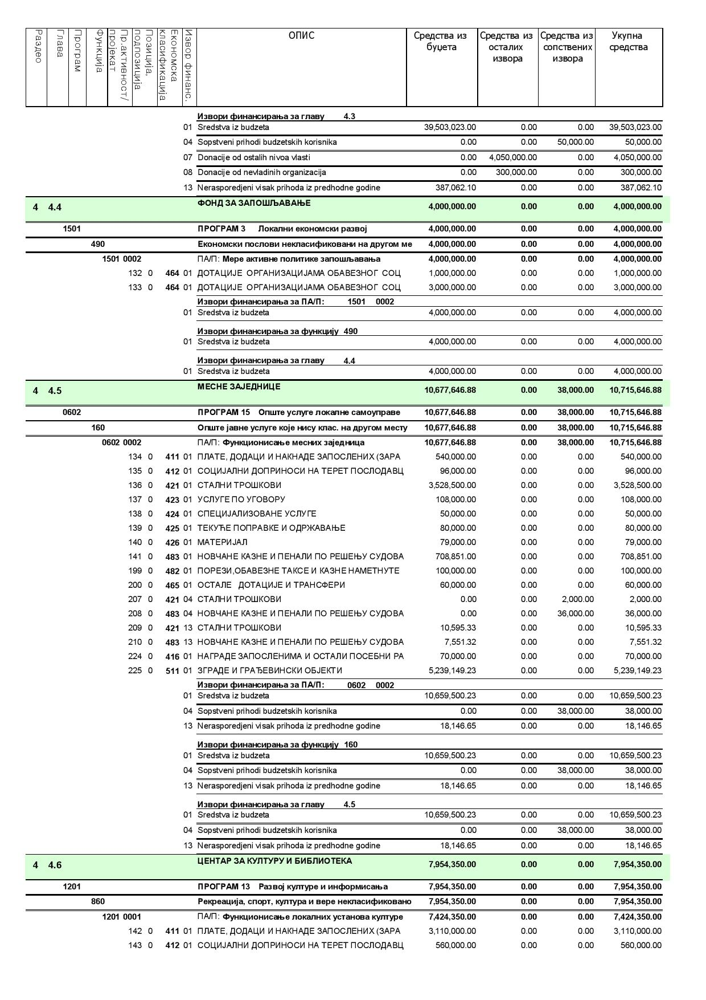 Раздео Глава Програм Функција Пр.активност/ пројекат Позиција, подпозиција Економска класификација Извор финанс. ОПИС Средства из буџета Средства из осталих извора Средства из сопствених извора Укупна средства
Извори финансирања за главу 4.3
01 Sredstva iz budzeta 39,503,023.00 0.00 0.00 39,503,023.00
04 Sopstveni prihodi budzetskih korisnika 0.00 0.00 50,000.00 50,000.00
07 Donacije od ostalih nivoa vlasti 0.00 4,050,000.00 0.00 4,050,000.00
08 Donacije od nevladinih organizacija 0.00 300,000.00 0.00 300,000.00
13 Nerasporedjeni visak prihoda iz predhodne godine 387,062.10 0.00 0.00 387,062.10
4 4.4 ФОНД ЗА ЗАПОШЉАВАЊЕ 4,000,000.00 0.00 0.00 4,000,000.00
1501 ПРОГРАМ 3 Локални економски развој 4,000,000.00 0.00 0.00 4,000,000.00
490 Економски послови некласификовани на другом ме 4,000,000.00 0.00 0.00 4,000,000.00
1501 0002 ПА/П: Мере активне политике запошљавања 4,000,000.00 0.00 0.00 4,000,000.00
132 0 464 01 ДОТАЦИЈЕ ОРГАНИЗАЦИЈАМА ОБАВЕЗНОГ СОЦ 1,000,000.00 0.00 0.00 1,000,000.00
133 0 464 01 ДОТАЦИЈЕ ОРГАНИЗАЦИЈАМА ОБАВЕЗНОГ СОЦ 3,000,000.00 0.00 0.00 3,000,000.00
Извори финансирања за ПА/П: 1501 0002
01 Sredstva iz budzeta 4,000,000.00 0.00 0.00 4,000,000.00
Извори финансирања за функцију 490
01 Sredstva iz budzeta 4,000,000.00 0.00 0.00 4,000,000.00
Извори финансирања за главу 4.4
01 Sredstva iz budzeta 4,000,000.00 0.00 0.00 4,000,000.00
4 4.5 МЕСНЕ ЗАЈЕДНИЦЕ 10,677,646.88 0.00 38,000.00 10,715,646.88
0602 ПРОГРАМ 15 Опште услуге локалне самоуправе 10,677,646.88 0.00 38,000.00 10,715,646.88
160 Опште јавне услуге које нису клас. на другом месту 10,677,646.88 0.00 38,000.00 10,715,646.88
0602 0002 ПА/П: Функционисање месних заједница 10,677,646.88 0.00 38,000.00 10,715,646.88
134 0 411 01 ПЛАТЕ, ДОДАЦИ И НАКНАДЕ ЗАПОСЛЕНИХ (ЗАРА 540,000.00 0.00 0.00 540,000.00
135 0 412 01 СОЦИЈАЛНИ ДОПРИНОСИ НА ТЕРЕТ ПОСЛОДАВЦ 96,000.00 0.00 0.00 96,000.00
136 0 421 01 СТАЛНИ ТРОШКОВИ 3,528,500.00 0.00 0.00 3,528,500.00
137 0 423 01 УСЛУГЕ ПО УГОВОРУ 108,000.00 0.00 0.00 108,000.00
138 0 424 01 СПЕЦИЈАЛИЗОВАНЕ УСЛУГЕ 50,000.00 0.00 0.00 50,000.00
139 0 425 01 ТЕКУЋЕ ПОПРАВКЕ И ОДРЖАВАЊЕ 80,000.00 0.00 0.00 80,000.00
140 0 426 01 МАТЕРИЈАЛ 79,000.00 0.00 0.00 79,000.00
141 0 483 01 НОВЧАНЕ КАЗНЕ И ПЕНАЛИ ПО РЕШЕЊУ СУДОВА 708,851.00 0.00 0.00 708,851.00
199 0 482 01 ПОРЕЗИ,ОБАВЕЗНЕ ТАКСЕ И КАЗНЕ НАМЕТНУТЕ 100,000.00 0.00 0.00 100,000.00
200 0 465 01 ОСТАЛЕ ДОТАЦИЈЕ И ТРАНСФЕРИ 60,000.00 0.00 0.00 60,000.00
207 0 421 04 СТАЛНИ ТРОШКОВИ 0.00 0.00 2,000.00 2,000.00
208 0 483 04 НОВЧАНЕ КАЗНЕ И ПЕНАЛИ ПО РЕШЕЊУ СУДОВА 0.00 0.00 36,000.00 36,000.00
209 0 421 13 СТАЛНИ ТРОШКОВИ 10,595.33 0.00 0.00 10,595.33
210 0 483 13 НОВЧАНЕ КАЗНЕ И ПЕНАЛИ ПО РЕШЕЊУ СУДОВА 7,551.32 0.00 0.00 7,551.32
224 0 416 01 НАГРАДЕ ЗАПОСЛЕНИМА И ОСТАЛИ ПОСЕБНИ РА 70,000.00 0.00 0.00 70,000.00
225 0 511 01 ЗГРАДЕ И ГРАЂЕВИНСКИ ОБЈЕКТИ 5,239,149.23 0.00 0.00 5,239,149.23
Извори финансирања за ПА/П: 0602 0002
01 Sredstva iz budzeta 10,659,500.23 0.00 0.00 10,659,500.23
04 Sopstveni prihodi budzetskih korisnika 0.00 0.00 38,000.00 38,000.00
13 Nerasporedjeni visak prihoda iz predhodne godine 18,146.65 0.00 0.00 18,146.65
Извори финансирања за функцију 160
01 Sredstva iz budzeta 10,659,500.23 0.00 0.00 10,659,500.23
04 Sopstveni prihodi budzetskih korisnika 0.00 0.00 38,000.00 38,000.00
13 Nerasporedjeni visak prihoda iz predhodne godine 18,146.65 0.00 0.00 18,146.65
Извори финансирања за главу 4.5
01 Sredstva iz budzeta 10,659,500.23 0.00 0.00 10,659,500.23
04 Sopstveni prihodi budzetskih korisnika 0.00 0.00 38,000.00 38,000.00
13 Nerasporedjeni visak prihoda iz predhodne godine 18,146.65 0.00 0.00 18,146.65
4 4.6 ЦЕНТАР ЗА КУЛТУРУ И БИБЛИОТЕКА 7,954,350.00 0.00 0.00 7,954,350.00
1201 ПРОГРАМ 13 Развој културе и информисања 7,954,350.00 0.00 0.00 7,954,350.00
860 Рекреација, спорт, култура и вере некласификовано 7,954,350.00 0.00 0.00 7,954,350.00
1201 0001 ПА/П: Функционисање локалних установа културе 7,424,350.00 0.00 0.00 7,424,350.00
142 0 411 01 ПЛАТЕ, ДОДАЦИ И НАКНАДЕ ЗАПОСЛЕНИХ (ЗАРА 3,110,000.00 0.00 0.00 3,110,000.00
143 0 412 01 СОЦИЈАЛНИ ДОПРИНОСИ НА ТЕРЕТ ПОСЛОДАВЦ 560,000.00 0.00 0.00 560,000.00